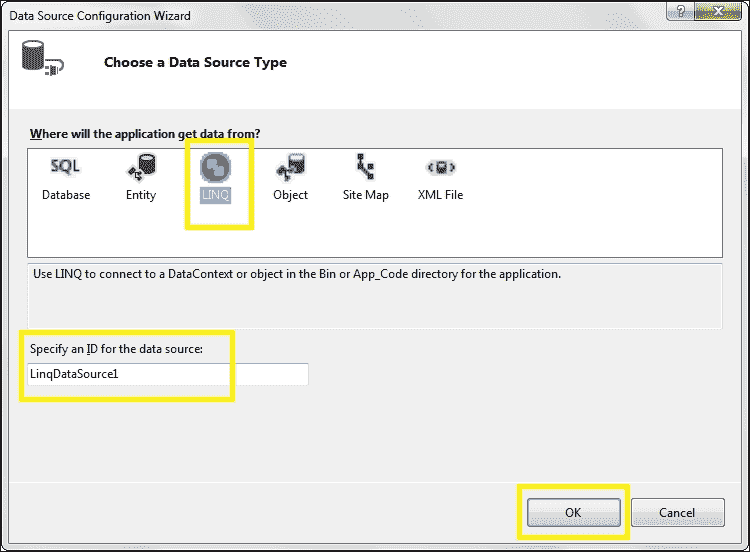 Data Source Configuration Wizard
?
Choose a Data Source Type
Where will the application get data from?
SQL
Database Entity LINQ Object Site Map XML File
Use LINQ to connect to a DataContext or object in the Bin or App_Code directory for the application.
Specify an ID for the data source:
LinqDataSource1
OK Cancel